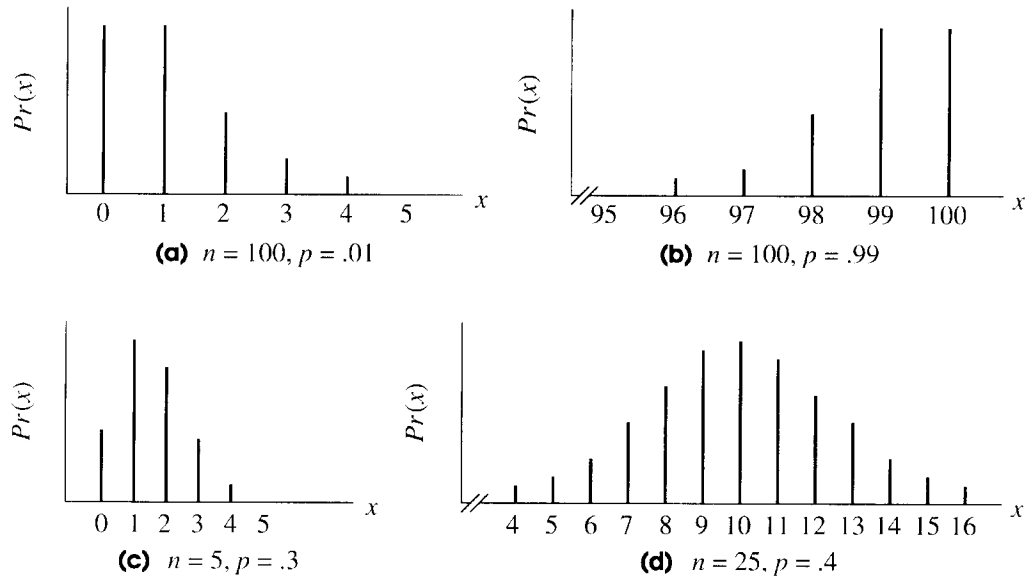 Pr(x)
0 1 2 3 4 5 x
(a) n = 100, p = .01
Pr(x)
95 96 97 98 99 100 x
(b) n = 100, p = .99
Pr(x)
0 1 2 3 4 5 x
(c) n = 5, p = .3
Pr(x)
4 5 6 7 8 9 10 11 12 13 14 15 16 x
(d) n = 25, p = .4